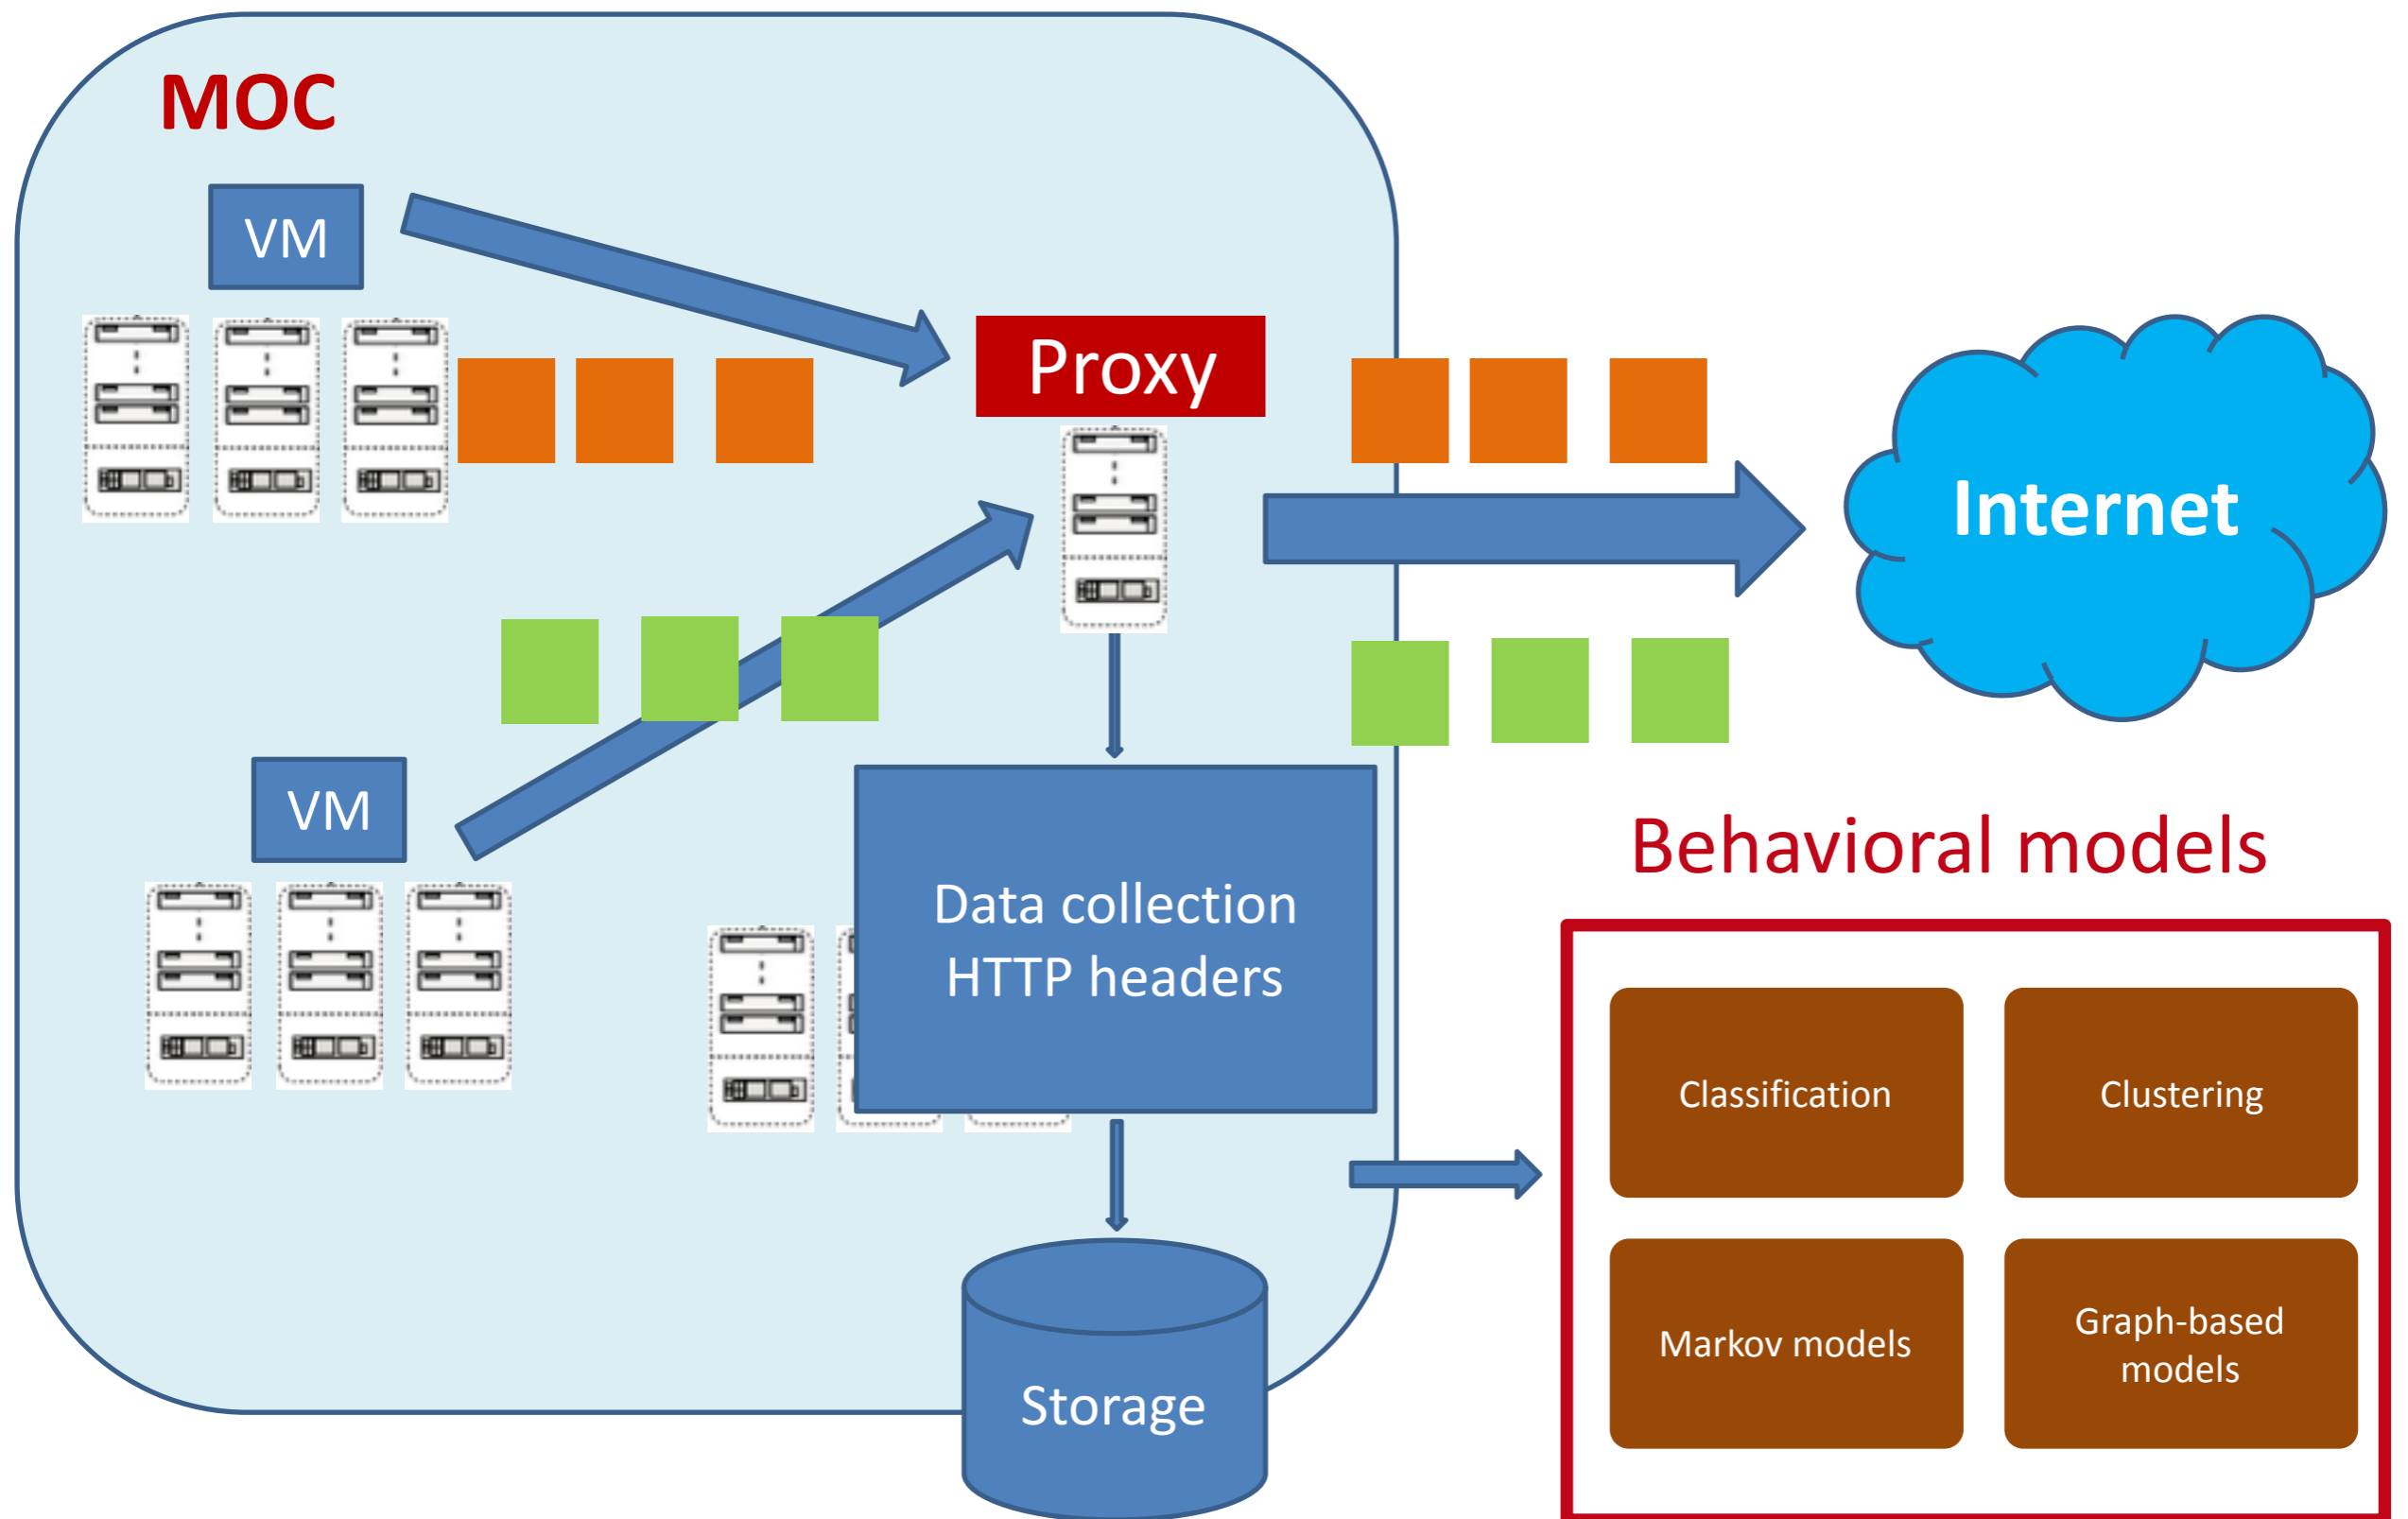 MOC
VM
Proxy
Internet
VM
Data collection
HTTP headers
Storage
Behavioral models
Classification
Clustering
Markov models
Graph-based
models